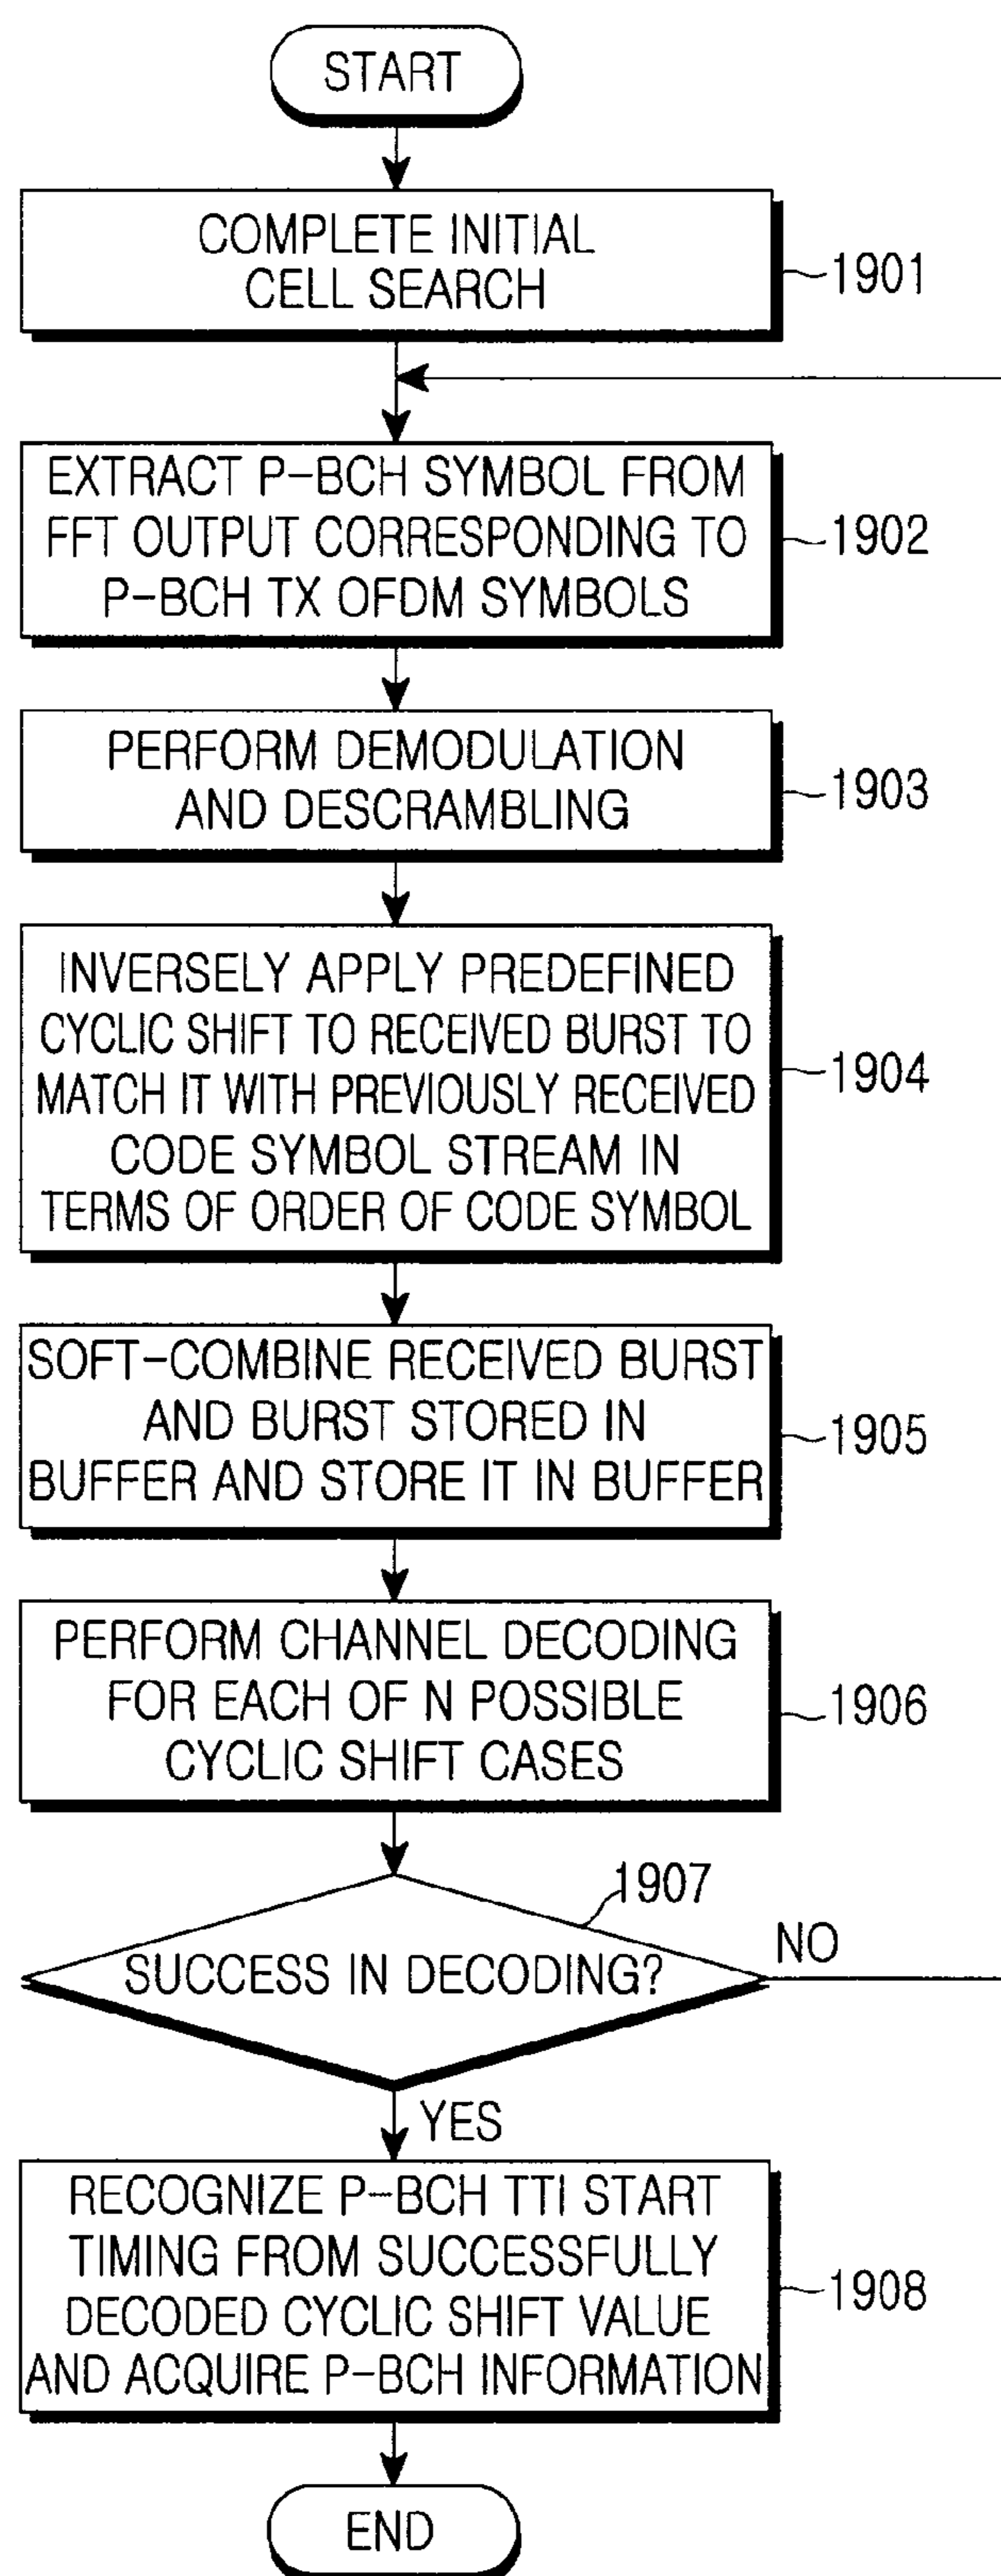 START
COMPLETE INITIAL
CELL SEARCH
1901
EXTRACT P-BCH SYMBOL FROM
FFT OUTPUT CORRESPONDING TO
P-BCH TX OFDM SYMBOLS
1902
PERFORM DEMODULATION
AND DESCRAMBLING
1903
INVERSELY APPLY PREDEFINED
CYCLIC SHIFT TO RECEIVED BURST TO
MATCH IT WITH PREVIOUSLY RECEIVED
CODE SYMBOL STREAM IN
TERMS OF ORDER OF CODE SYMBOL
1904
SOFT-COMBINE RECEIVED BURST
AND BURST STORED IN
BUFFER AND STORE IT IN BUFFER
1905
PERFORM CHANNEL DECODING
FOR EACH OF N POSSIBLE
CYCLIC SHIFT CASES
1906
1907
SUCCESS IN DECODING?
NO
YES
RECOGNIZE P-BCH TTI START
TIMING FROM SUCCESSFULLY
DECODED CYCLIC SHIFT VALUE
AND ACQUIRE P-BCH INFORMATION
1908
END